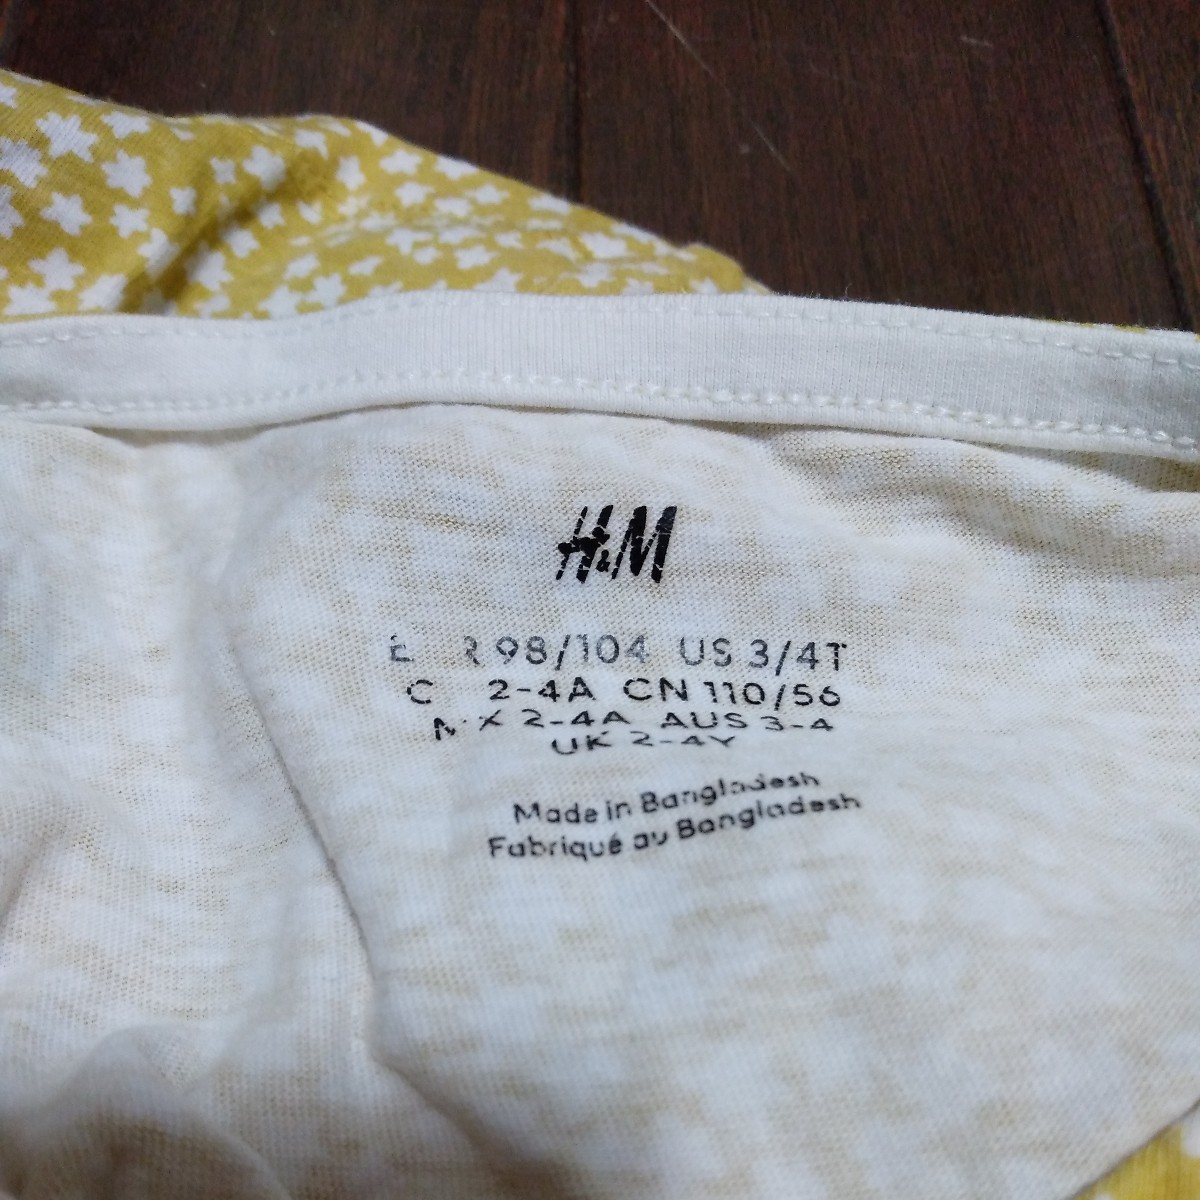 H&M
98/104 US 3/4T
2-4A CN 110/56
2-4A AUS 3-4
UK 2-4Y
Made in Bangladesh
Fabriqué au Bangladesh